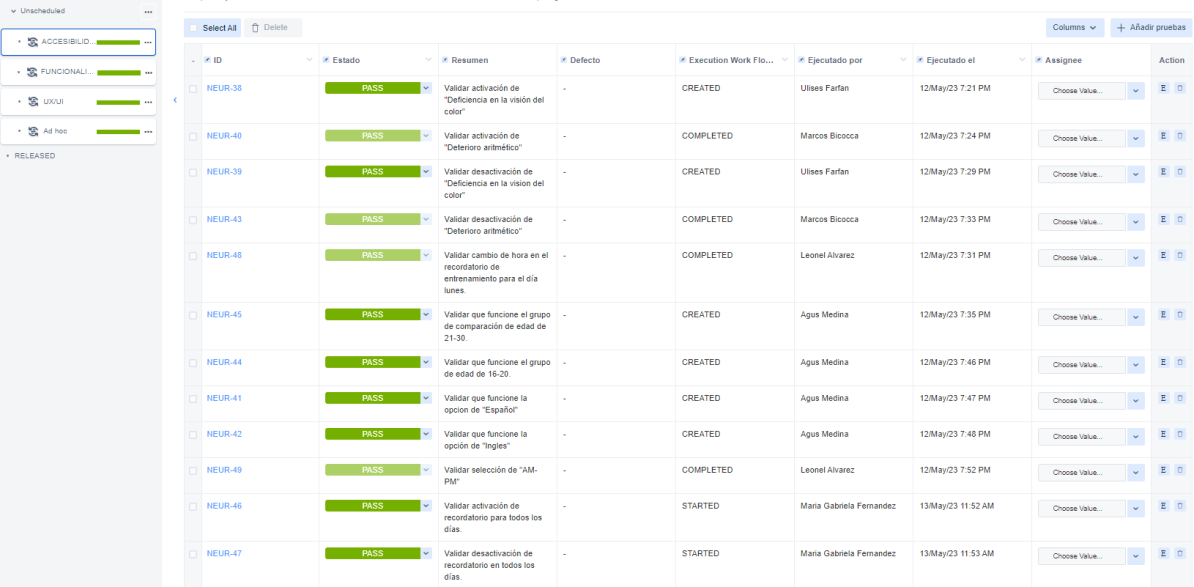 Unscheduled
ACCESIBILID...
FUNCIONALI...
UX/UI
Ad hoc
RELEASED
Select All
Delete
Columns
+ Añadir pruebas
- ID Estado Resumen Defecto Execution Work Flo... Ejecutado por Ejecutado el Assignee Action
NEUR-38 PASS Validar activación de - CREATED Ulises Farfan 12/May/23 7:21 PM Choose Value... E
"Deficiencia en la visión del
color"
NEUR-40 PASS Validar activación de - COMPLETED Marcos Bicocca 12/May/23 7:24 PM Choose Value... E
"Deterioro aritmético"
NEUR-39 PASS Validar desactivación de - CREATED Ulises Farfan 12/May/23 7:29 PM Choose Value... E
"Deficiencia en la vision del
color"
NEUR-43 PASS Validar desactivación de - COMPLETED Marcos Bicocca 12/May/23 7:33 PM Choose Value... E
"Deterioro aritmético"
NEUR-48 PASS Validar cambio de hora en el - COMPLETED Leonel Alvarez 12/May/23 7:31 PM Choose Value... E
recordatorio de
entrenamiento para el día
lunes.
NEUR-45 PASS Validar que funcione el grupo - CREATED Agus Medina 12/May/23 7:35 PM Choose Value... E
de comparación de edad de
21-30.
NEUR-44 PASS Validar que funcione el grupo - CREATED Agus Medina 12/May/23 7:46 PM Choose Value... E
de edad de 16-20.
NEUR-41 PASS Validar que funcione la - CREATED Agus Medina 12/May/23 7:47 PM Choose Value... E
opcion de "Español"
NEUR-42 PASS Validar que funcione la - CREATED Agus Medina 12/May/23 7:48 PM Choose Value... E
opción de "Ingles"
NEUR-49 PASS Validar selección de "AM- - COMPLETED Leonel Alvarez 12/May/23 7:52 PM Choose Value... E
PM"
NEUR-46 PASS Validar activación de - STARTED Maria Gabriela Fernandez 13/May/23 11:52 AM Choose Value... E
recordatorio para todos los
días.
NEUR-47 PASS Validar desactivación de - STARTED Maria Gabriela Fernandez 13/May/23 11:53 AM Choose Value... E
recordatorio en todos los
días.